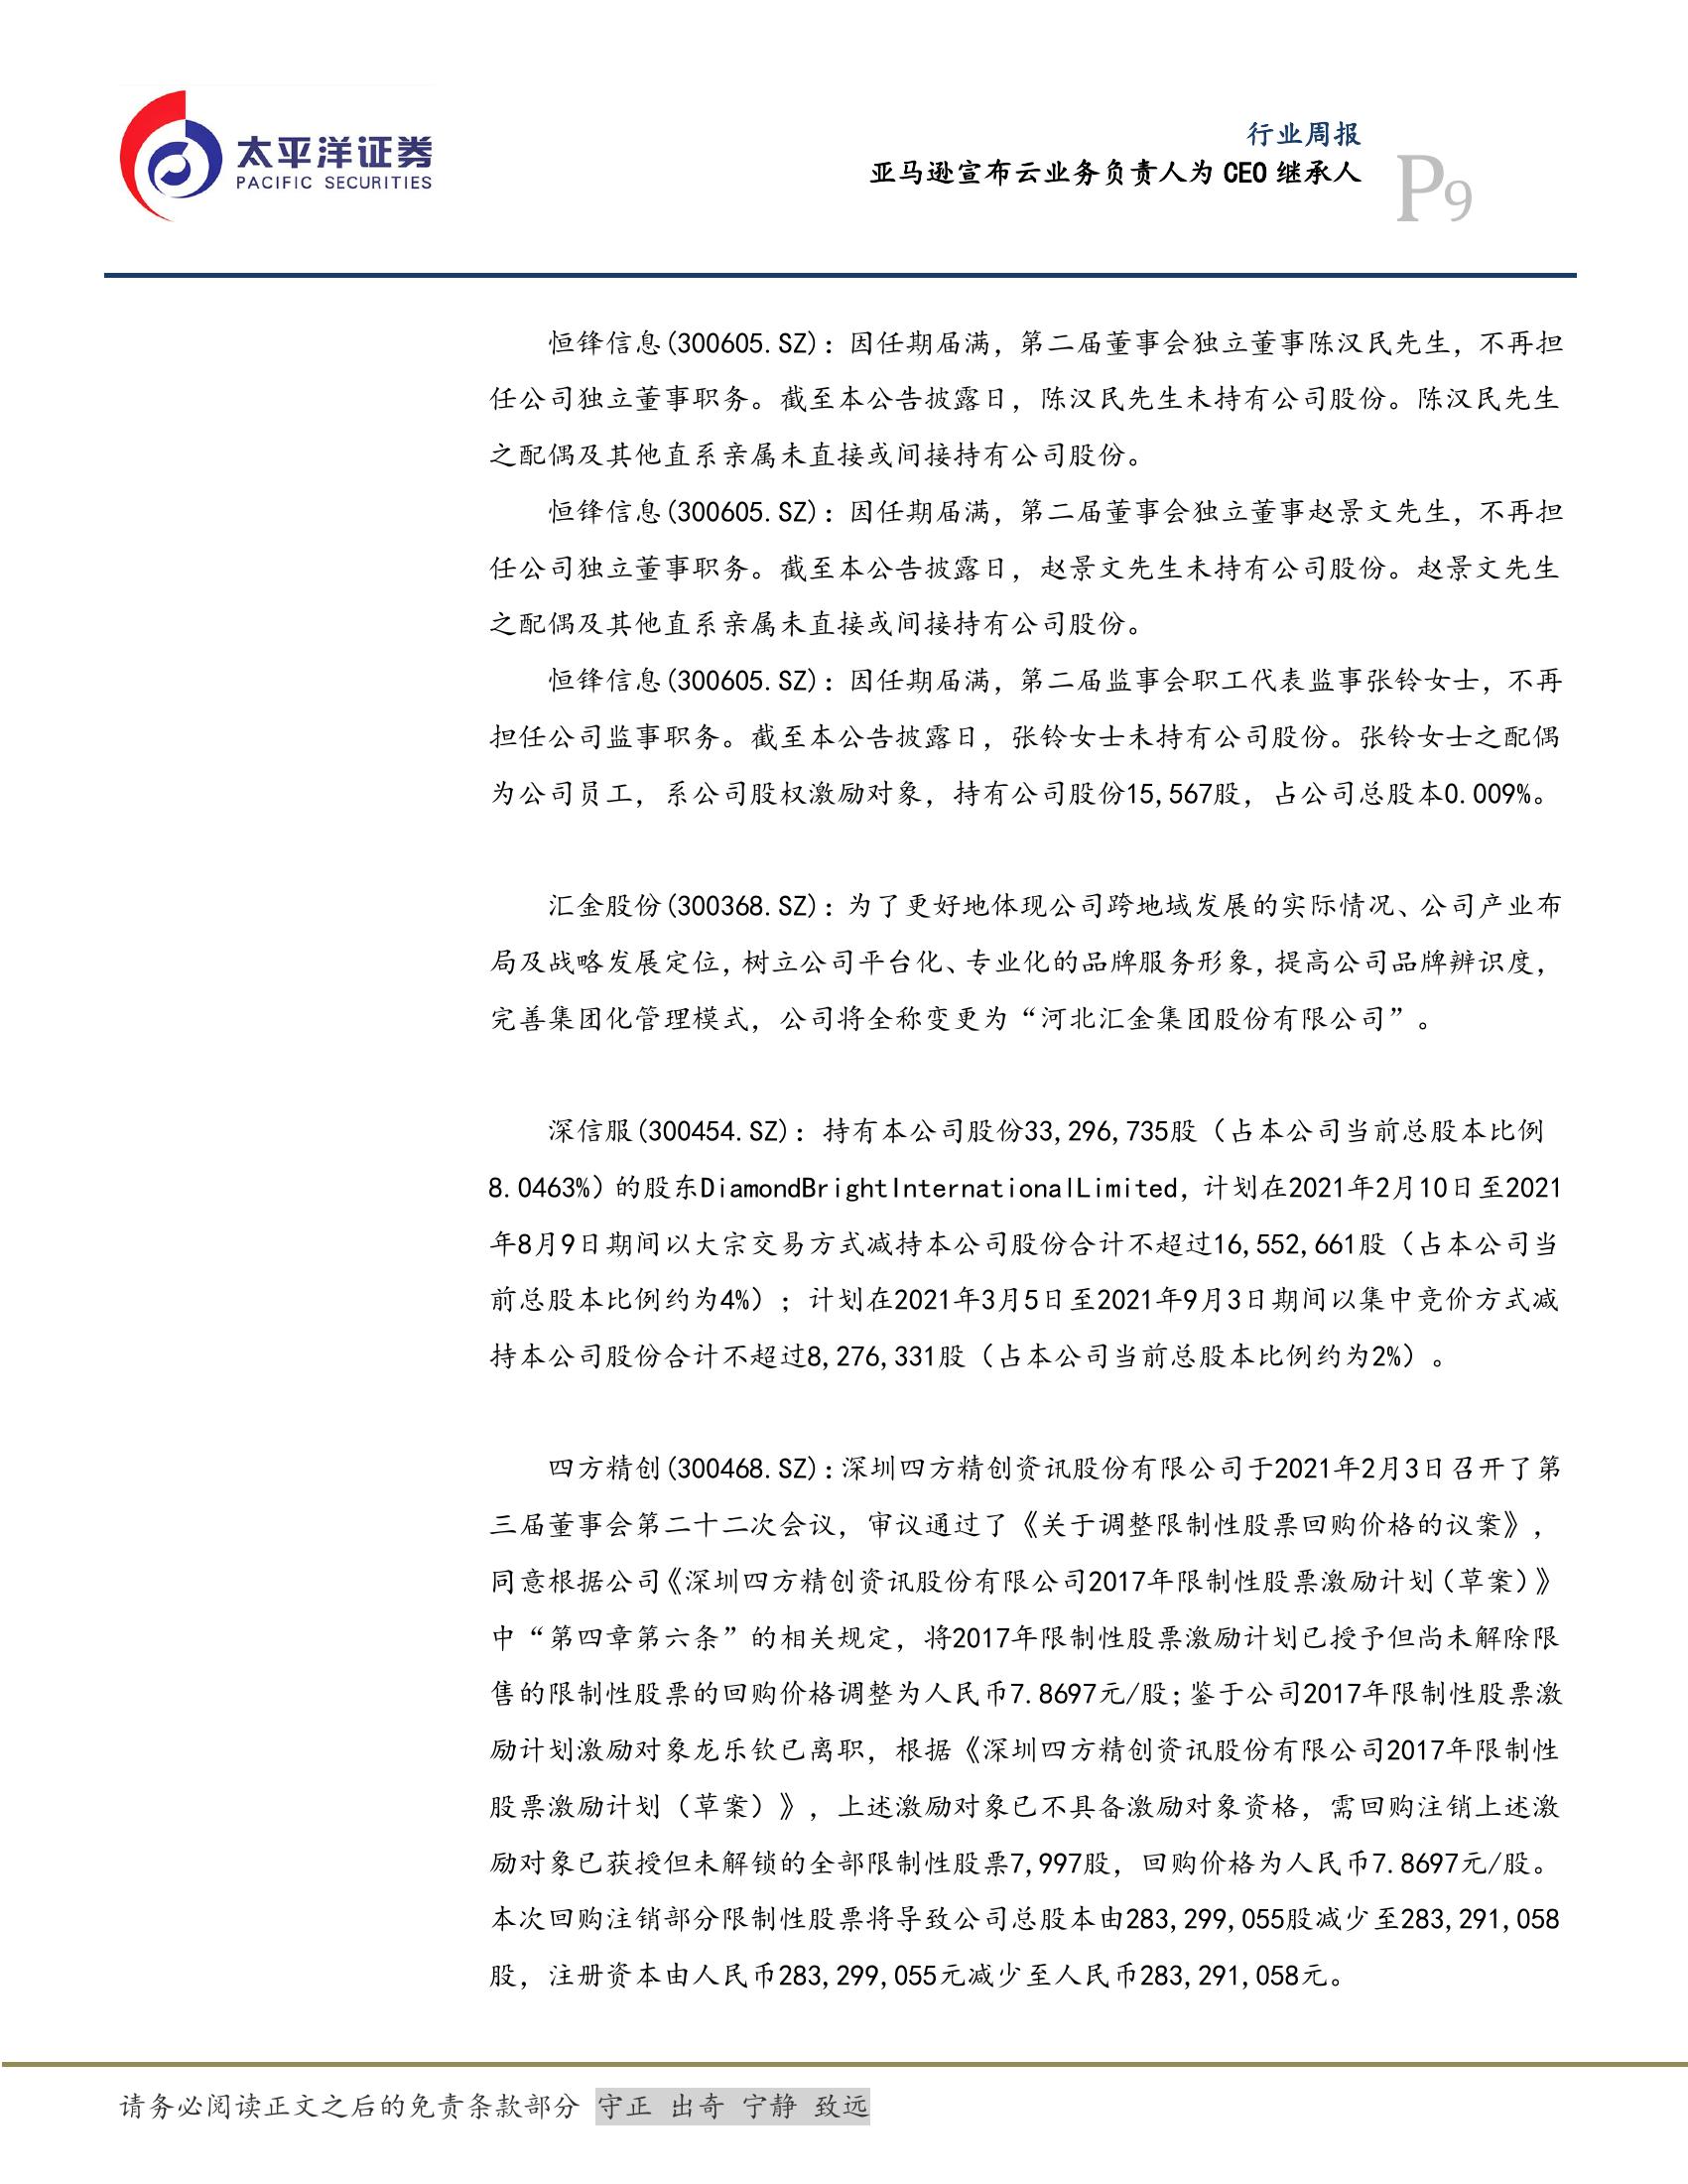 太平洋证券
PACIFIC SECURITIES
行业周报
亚马逊宣布云业务负责人为 CEO 继承人
P9
恒锋信息(300605.SZ):因任期届满，第二届董事会独立董事陈汉民先生，不再担
任公司独立董事职务。截至本公告披露日，陈汉民先生未持有公司股份。陈汉民先生
之配偶及其他直系亲属未直接或间接持有公司股份。
恒锋信息(300605.SZ):因任期届满，第二届董事会独立董事赵景文先生，不再担
任公司独立董事职务。截至本公告披露日，赵景文先生未持有公司股份。赵景文先生
之配偶及其他直系亲属未直接或间接持有公司股份。
恒锋信息(300605.SZ):因任期届满，第二届监事会职工代表监事张铃女士，不再
担任公司监事职务。截至本公告披露日，张铃女士未持有公司股份。张铃女士之配偶
为公司员工，系公司股权激励对象，持有公司股份15,567股，占公司总股本0.009%。
汇金股份(300368.SZ):为了更好地体现公司跨地域发展的实际情况、公司产业布
局及战略发展定位,树立公司平台化、专业化的品牌服务形象,提高公司品牌辨识度，
完善集团化管理模式，公司将全称变更为“河北汇金集团股份有限公司”。
深信服(300454.SZ):持有本公司股份33,296,735股（占本公司当前总股本比例
8.0463%）的股东DiamondBrightInternationalLimited，计划在2021年2月10日至2021
年8月9日期间以大宗交易方式减持本公司股份合计不超过16,552,661股（占本公司当
前总股本比例约为4%）；计划在2021年3月5日至2021年9月3日期间以集中竞价方式减
持本公司股份合计不超过8,276,331股（占本公司当前总股本比例约为2%）。
四方精创(300468.SZ):深圳四方精创资讯股份有限公司于2021年2月3日召开了第
三届董事会第二十二次会议，审议通过了《关于调整限制性股票回购价格的议案》，
同意根据公司《深圳四方精创资讯股份有限公司2017年限制性股票激励计划（草案）》
中“第四章第六条”的相关规定，将2017年限制性股票激励计划已授予但尚未解除限
售的限制性股票的回购价格调整为人民币7.8697元/股;鉴于公司2017年限制性股票激
励计划激励对象龙乐钦已离职，根据《深圳四方精创资讯股份有限公司2017年限制性
股票激励计划（草案）》，上述激励对象已不具备激励对象资格，需回购注销上述激
励对象已获授但未解锁的全部限制性股票7,997股，回购价格为人民币7.8697元/股。
本次回购注销部分限制性股票将导致公司总股本由283,299,055股减少至283,291,058
股，注册资本由人民币283,299,055元减少至人民币283,291,058元。
请务必阅读正文之后的免责条款部分 守正 出奇 宁静 致远